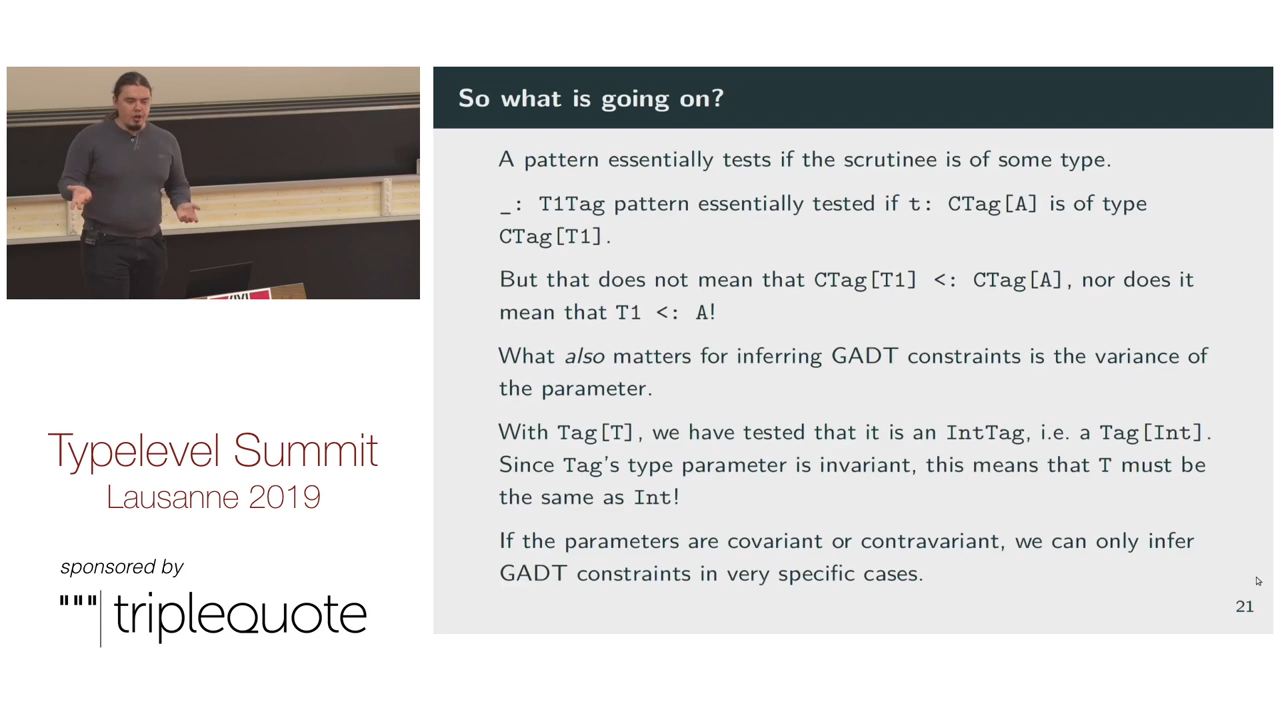 So what is going on?
A pattern essentially tests if the scrutinee is of some type.
_: T1Tag pattern essentially tested if t: CTag[A] is of type
CTag[T1].
But that does not mean that CTag[T1] <: CTag[A], nor does it
mean that T1 <: A!
What also matters for inferring GADT constraints is the variance of
the parameter.
With Tag[T], we have tested that it is an IntTag, i.e. a Tag[Int].
Since Tag's type parameter is invariant, this means that T must be
the same as Int!
If the parameters are covariant or contravariant, we can only infer
GADT constraints in very specific cases.
21
Typelevel Summit
Lausanne 2019
sponsored by
"""|triplequote